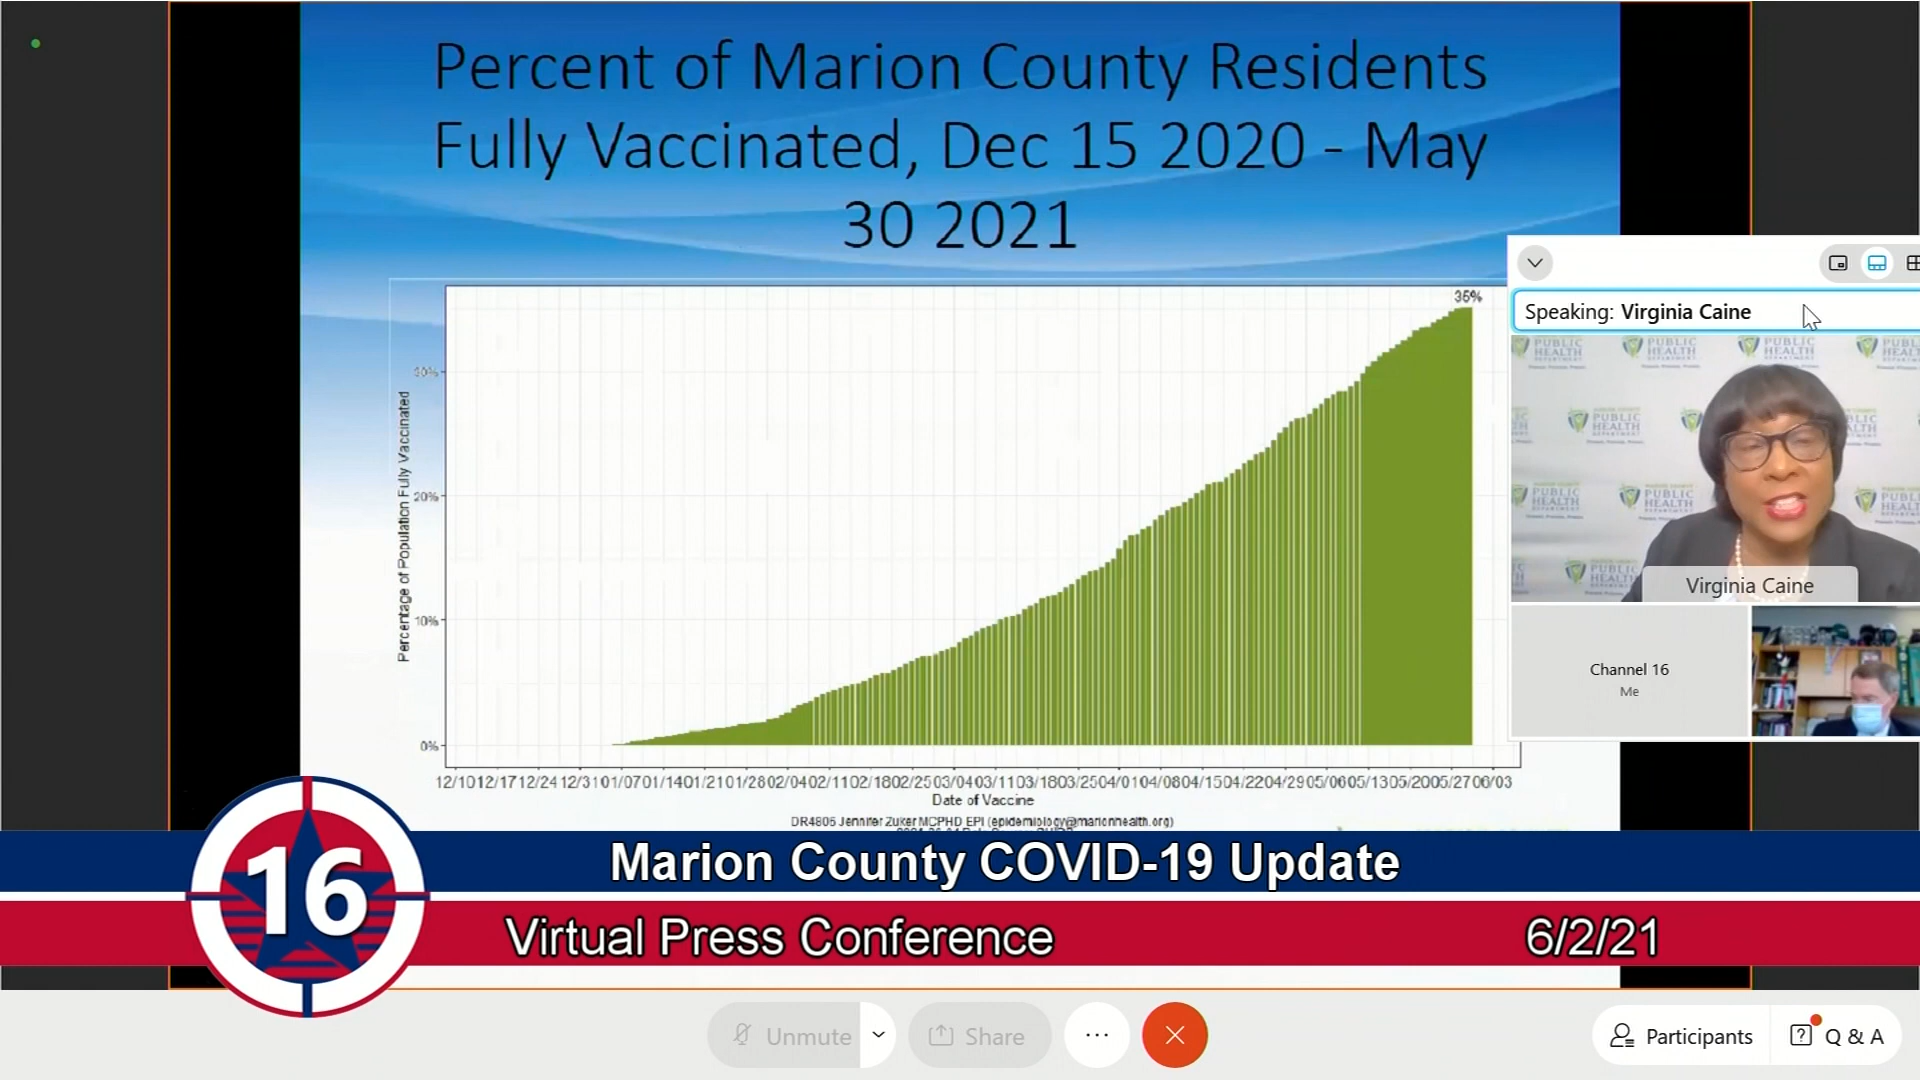 Percent of Marion County Residents
Fully Vaccinated, Dec 15 2020 - May
30 2021
35%
30%
20%
10%
0%
Percentage of Population Fully Vaccinated
12/10 12/17 12/24 12/31 01/07 01/14 01/21 01/28 02/04 02/11 02/18 02/25 03/04 03/11 03/18 03/25 04/01 04/08 04/15 04/22 04/29 05/06 05/13 05/20 05/27 06/03
Date of Vaccine
DR4806 Jennifer Zuker MCPHD EPI (epidemiology@marionhealth.org)
Speaking: Virginia Caine
PUBLIC
HEALTH
DEPARTMENT
Virginia Caine
Channel 16
Me
16
Marion County COVID-19 Update
Virtual Press Conference
6/2/21
Unmute
Share
Participants
Q & A